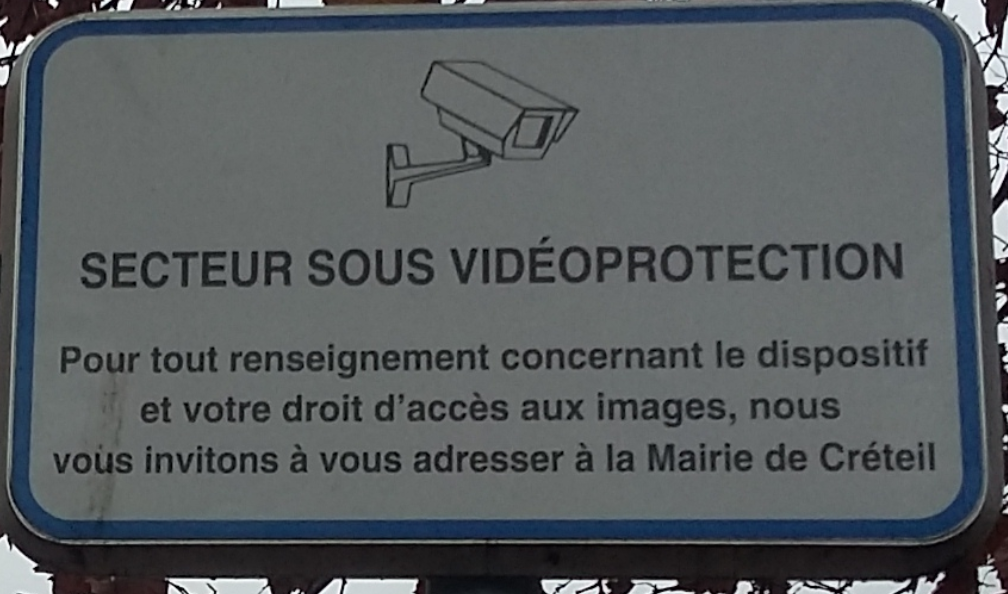 SECTEUR SOUS VIDÉOPROTECTION
Pour tout renseignement concernant le dispositif
et votre droit d'accès aux images, nous
vous invitons à vous adresser à la Mairie de Créteil